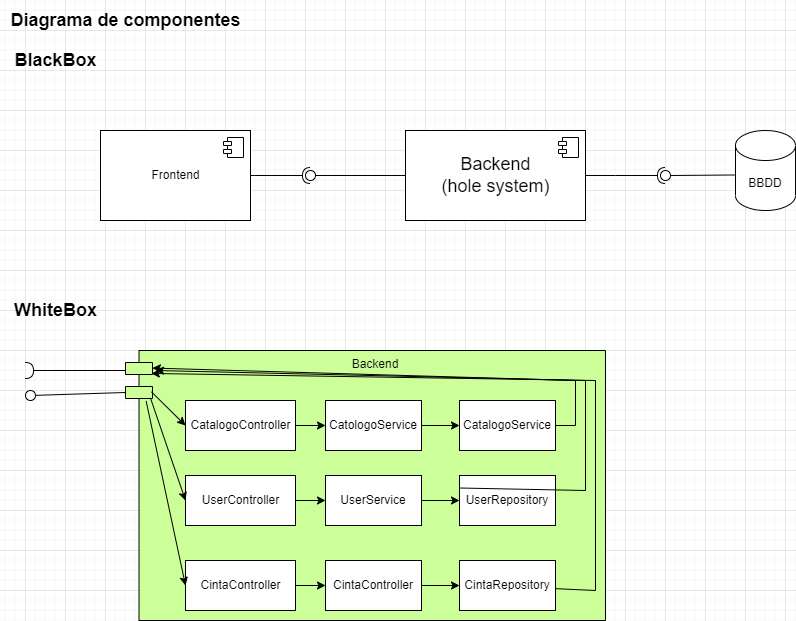 Diagrama de componentes
BlackBox
Frontend
Backend
(hole system)
BBDD
WhiteBox
Backend
CatalogoController
CatologoService
CatalogoService
UserController
UserService
UserRepository
CintaController
CintaController
CintaRepository